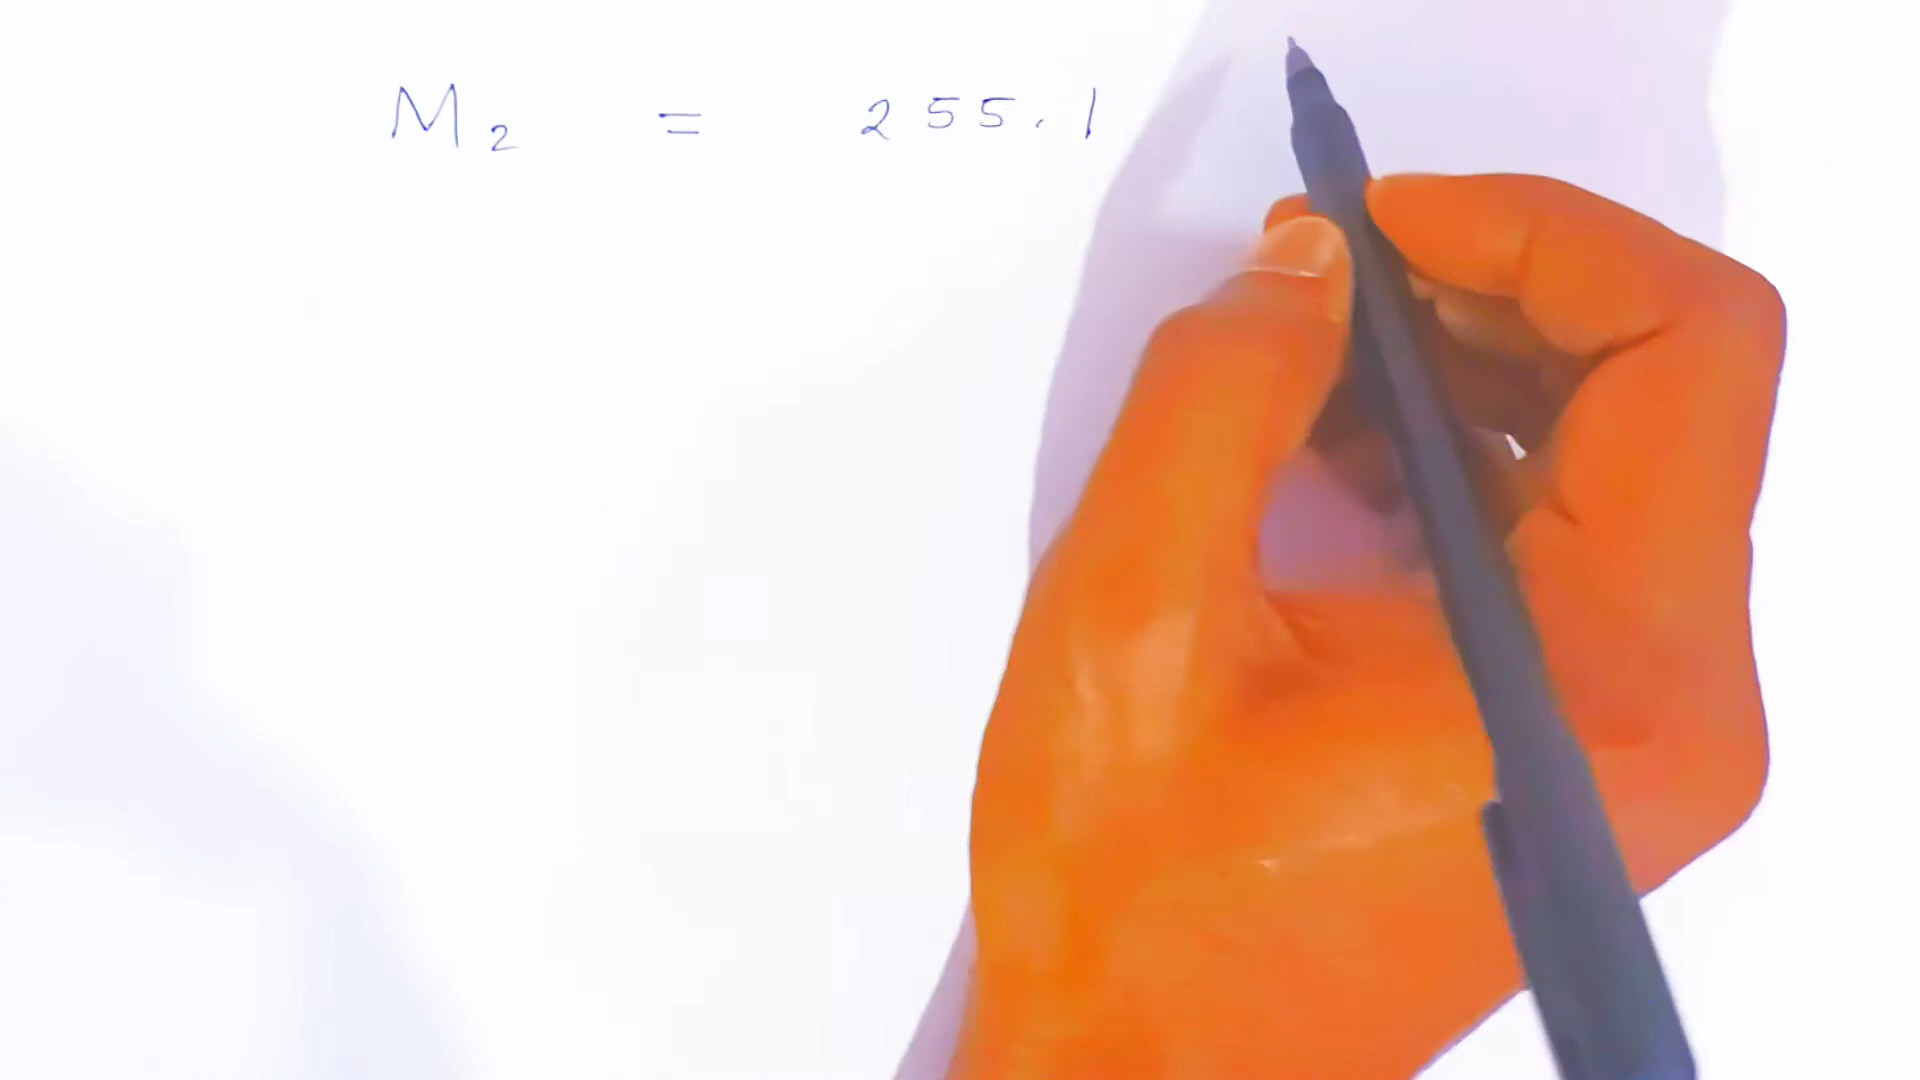 M₂ = 255.1